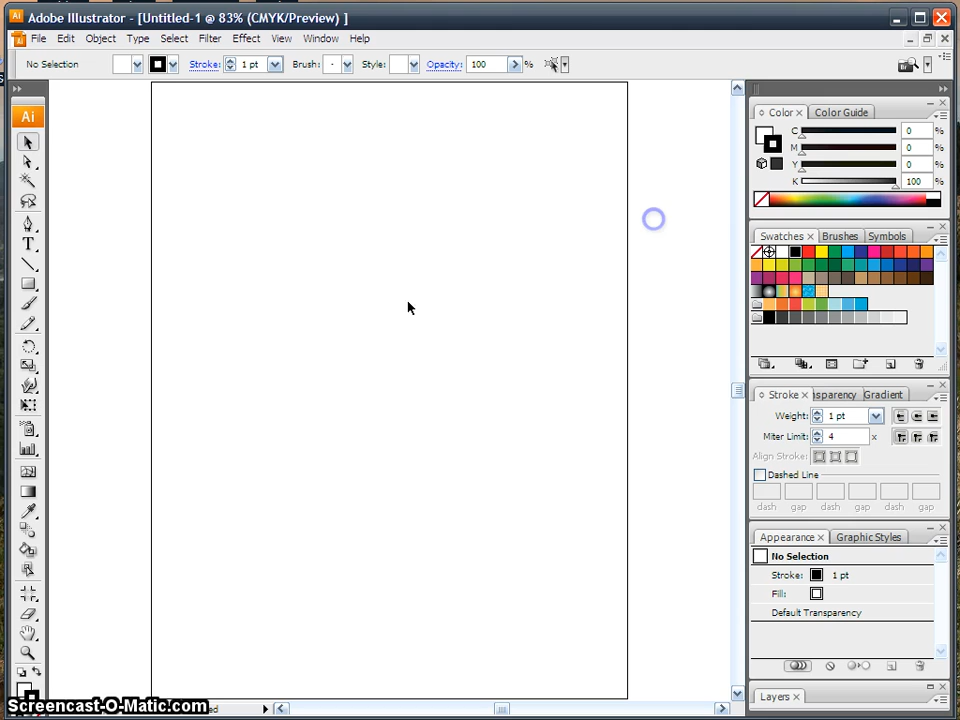 Adobe Illustrator - [Untitled-1 @ 83% (CMYK/Preview) ]
File Edit Object Type Select Filter Effect View Window Help
No Selection Stroke: 1 pt Brush: Style: Opacity: 100 %
Ai
Color Color Guide
C 0 %
M 0 %
Y 0 %
K 100 %
Swatches Brushes Symbols
Stroke Gradient
Weight: 1 pt
Miter Limit: 4 x
Align Stroke:
Dashed Line
dash gap dash gap dash gap
Appearance Graphic Styles
No Selection
Stroke: 1 pt
Fill:
Default Transparency
Layers
Screencast-O-Matic.com